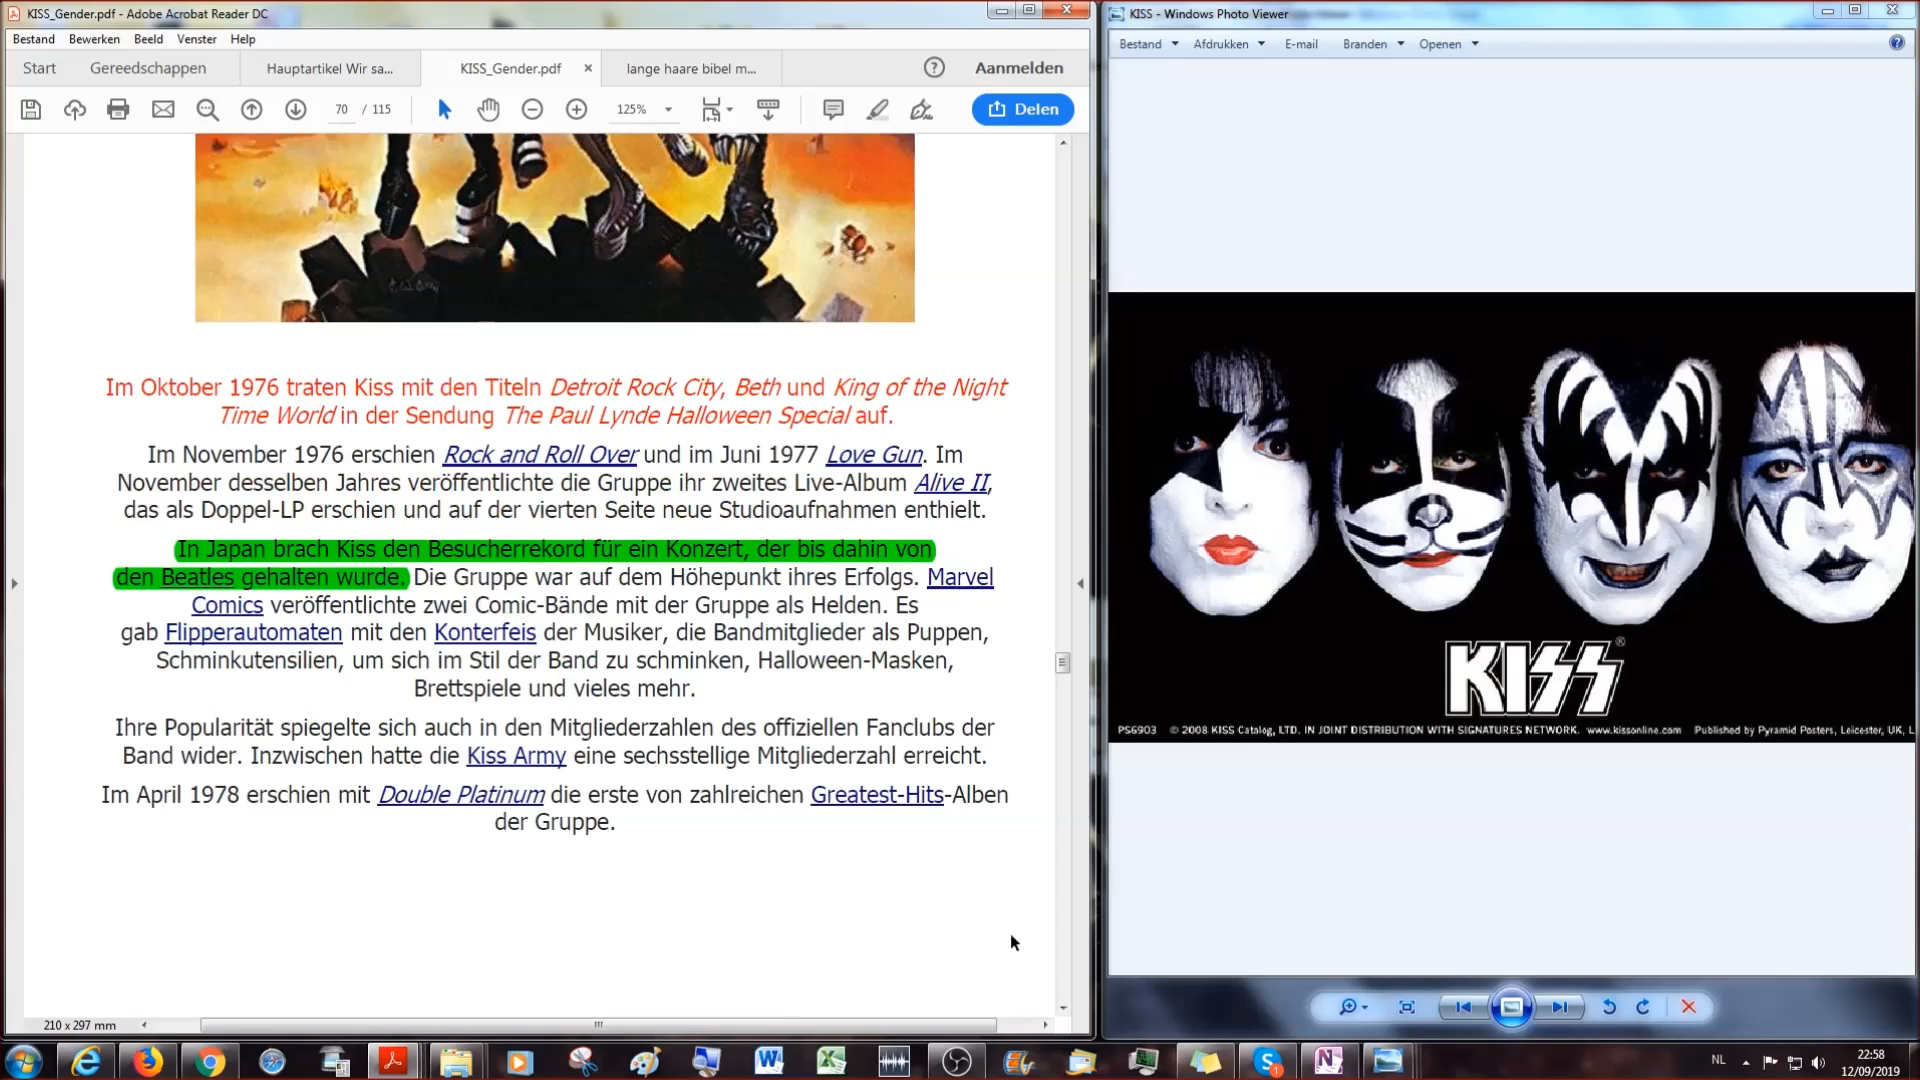 KISS_Gender.pdf - Adobe Acrobat Reader DC
Bestand Bewerken Beeld Venster Help
Start Gereedschappen Hauptartikel Wir sa... KISS_Gender.pdf × lange haare bibel m... Aanmelden
70 / 115 125% Delen
Im Oktober 1976 traten Kiss mit den Titeln Detroit Rock City, Beth und King of the Night
Time World in der Sendung The Paul Lynde Halloween Special auf.
Im November 1976 erschien Rock and Roll Over und im Juni 1977 Love Gun. Im
November desselben Jahres veröffentlichte die Gruppe ihr zweites Live-Album Alive II,
das als Doppel-LP erschien und auf der vierten Seite neue Studioaufnahmen enthielt.
In Japan brach Kiss den Besucherrekord für ein Konzert, der bis dahin von
den Beatles gehalten wurde. Die Gruppe war auf dem Höhepunkt ihres Erfolgs. Marvel
Comics veröffentlichte zwei Comic-Bände mit der Gruppe als Helden. Es
gab Flipperautomaten mit den Konterfeis der Musiker, die Bandmitglieder als Puppen,
Schminkutensilien, um sich im Stil der Band zu schminken, Halloween-Masken,
Brettspiele und vieles mehr.
Ihre Popularität spiegelte sich auch in den Mitgliederzahlen des offiziellen Fanclubs der
Band wider. Inzwischen hatte die Kiss Army eine sechsstellige Mitgliederzahl erreicht.
Im April 1978 erschien mit Double Platinum die erste von zahlreichen Greatest-Hits-Alben
der Gruppe.
210 x 297 mm
KISS - Windows Photo Viewer
Bestand Afdrukken E-mail Branden Openen
KISS®
PS6903 © 2008 KISS Catalog, LTD. IN JOINT DISTRIBUTION WITH SIGNATURES NETWORK. www.kissonline.com Published by Pyramid Posters, Leicester, UK, L
NL
22:58
12/09/2019